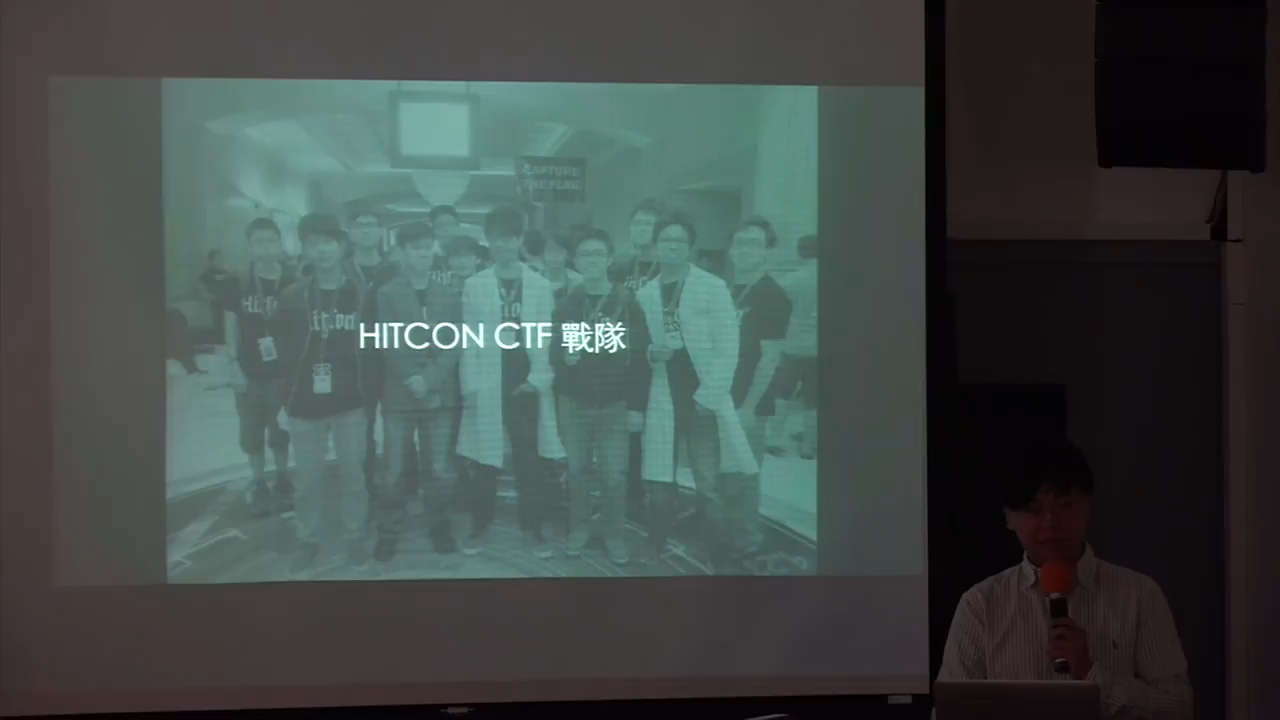 CAPTURE
THE FLAG
HITCON CTF 戰隊